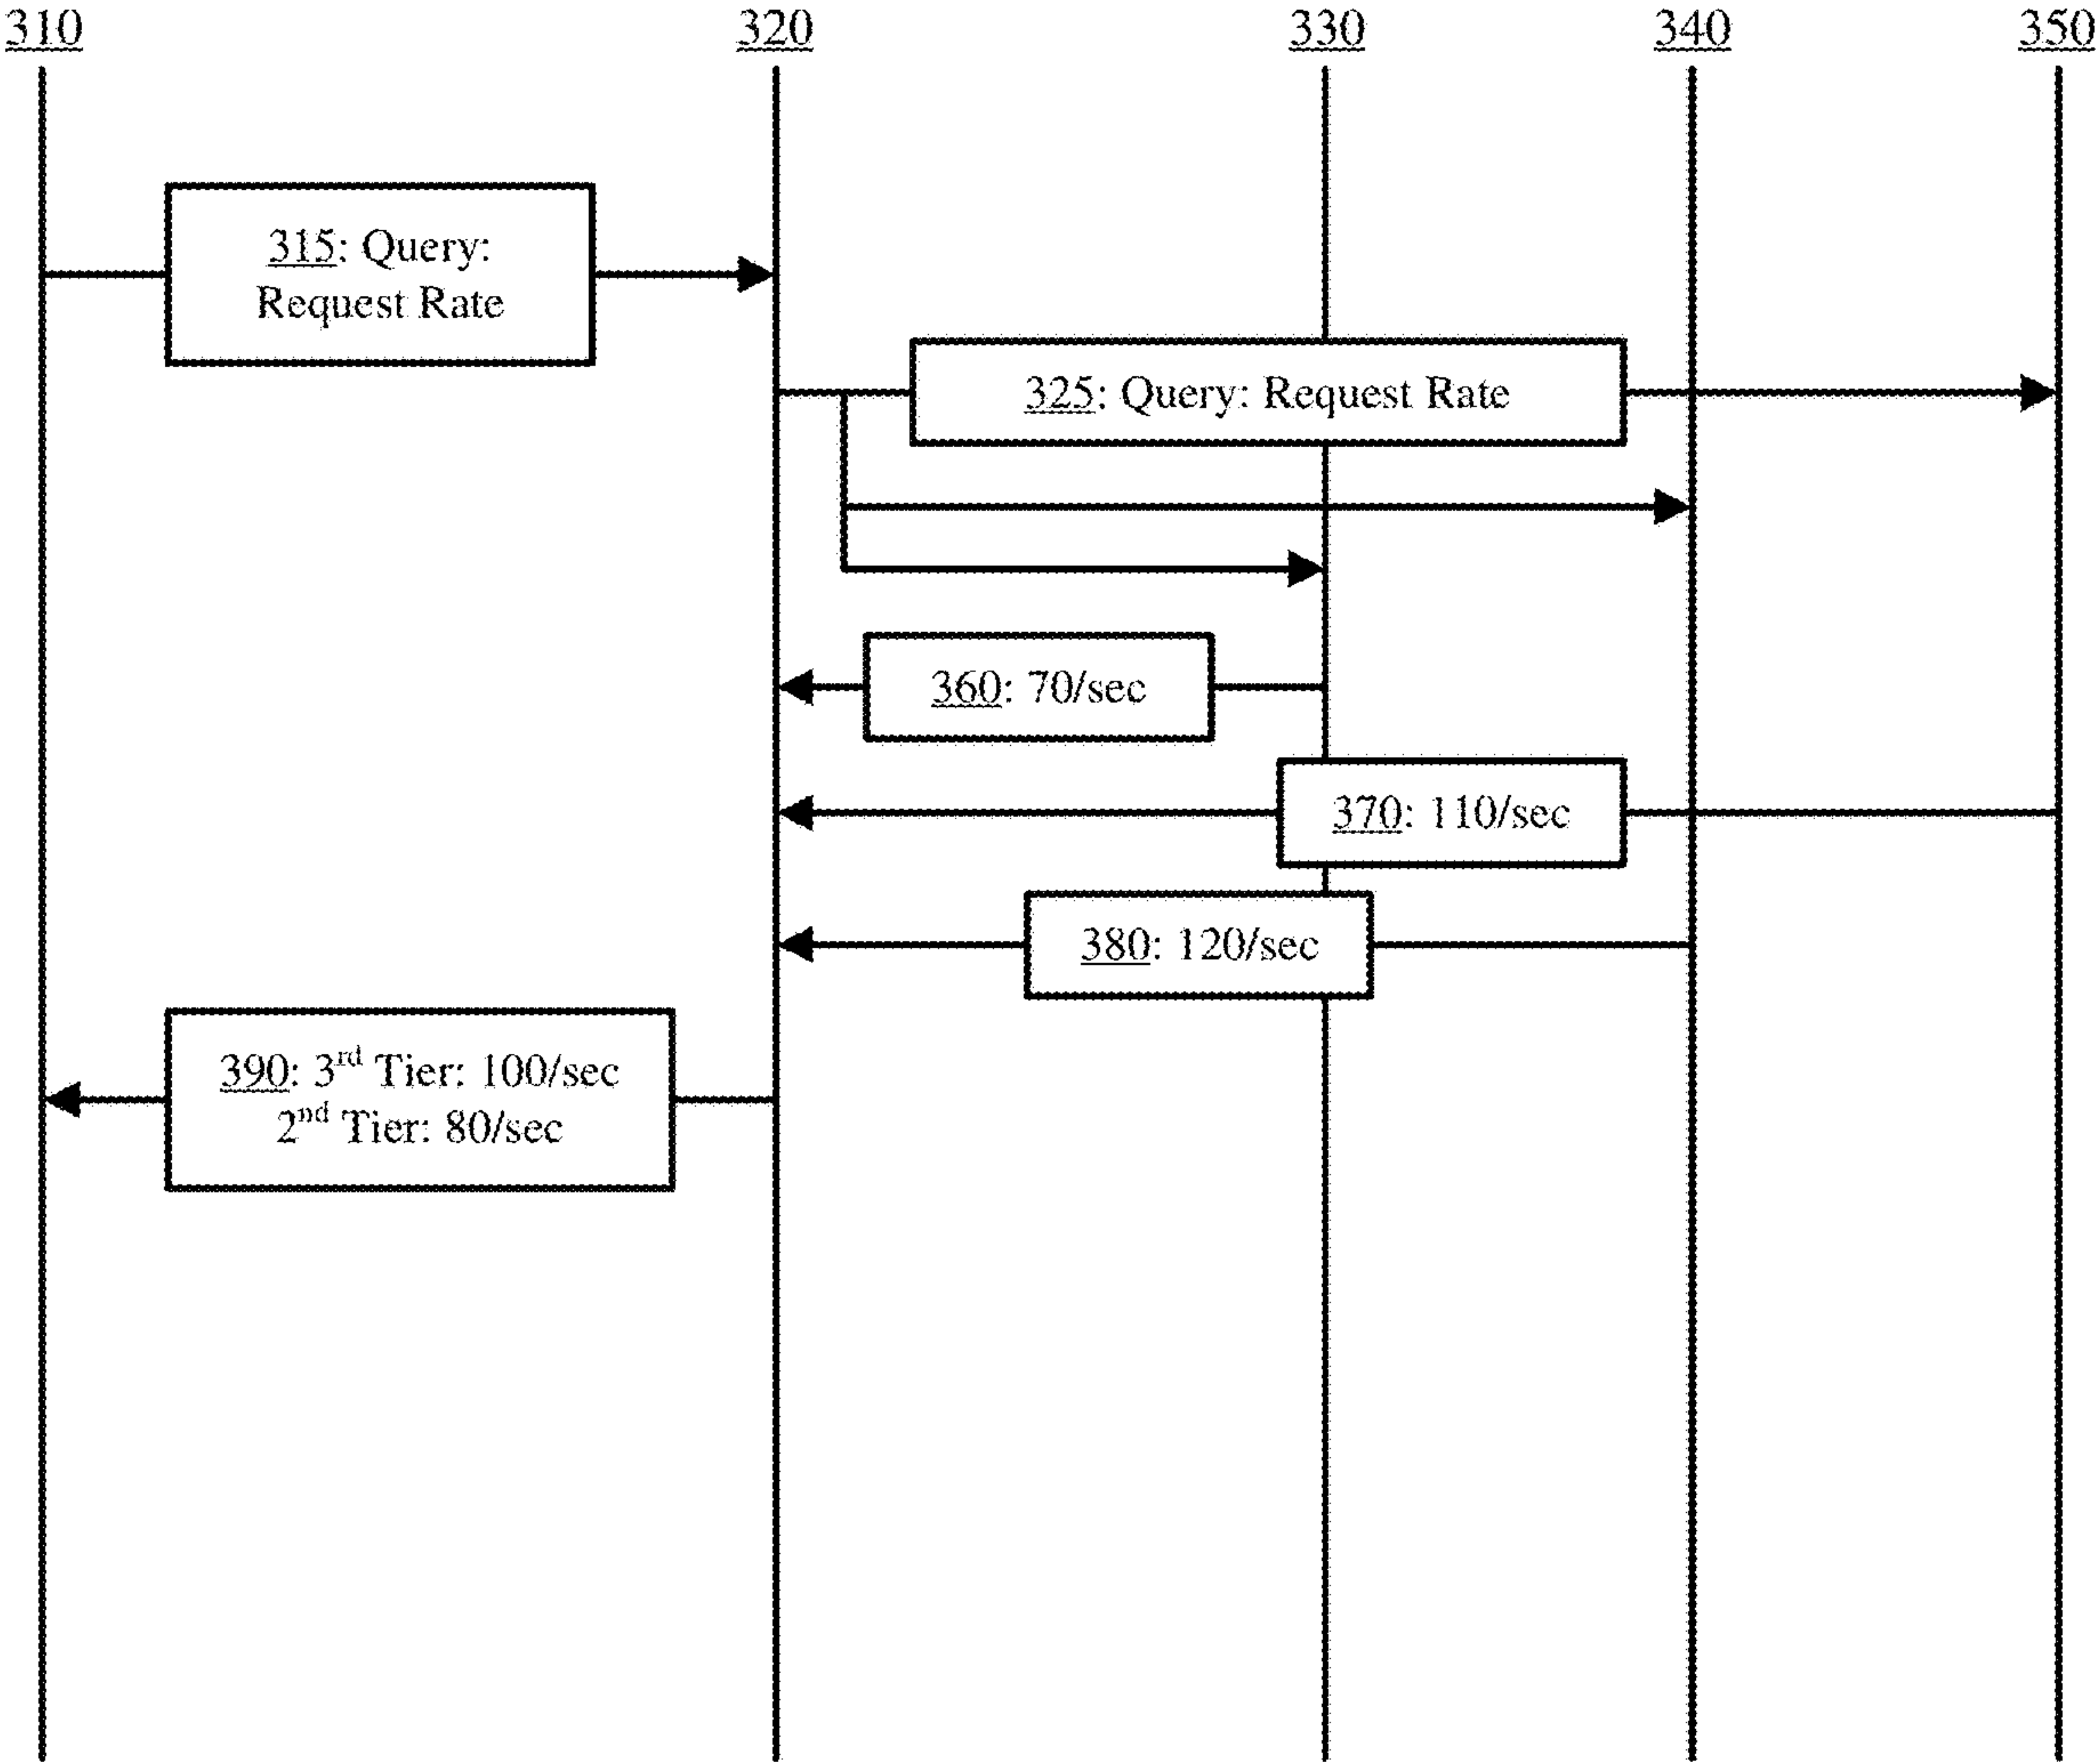 310 320 330 340 350
315: Query:
Request Rate
325: Query: Request Rate
360: 70/sec
370: 110/sec
380: 120/sec
390: 3rd Tier: 100/sec
2nd Tier: 80/sec